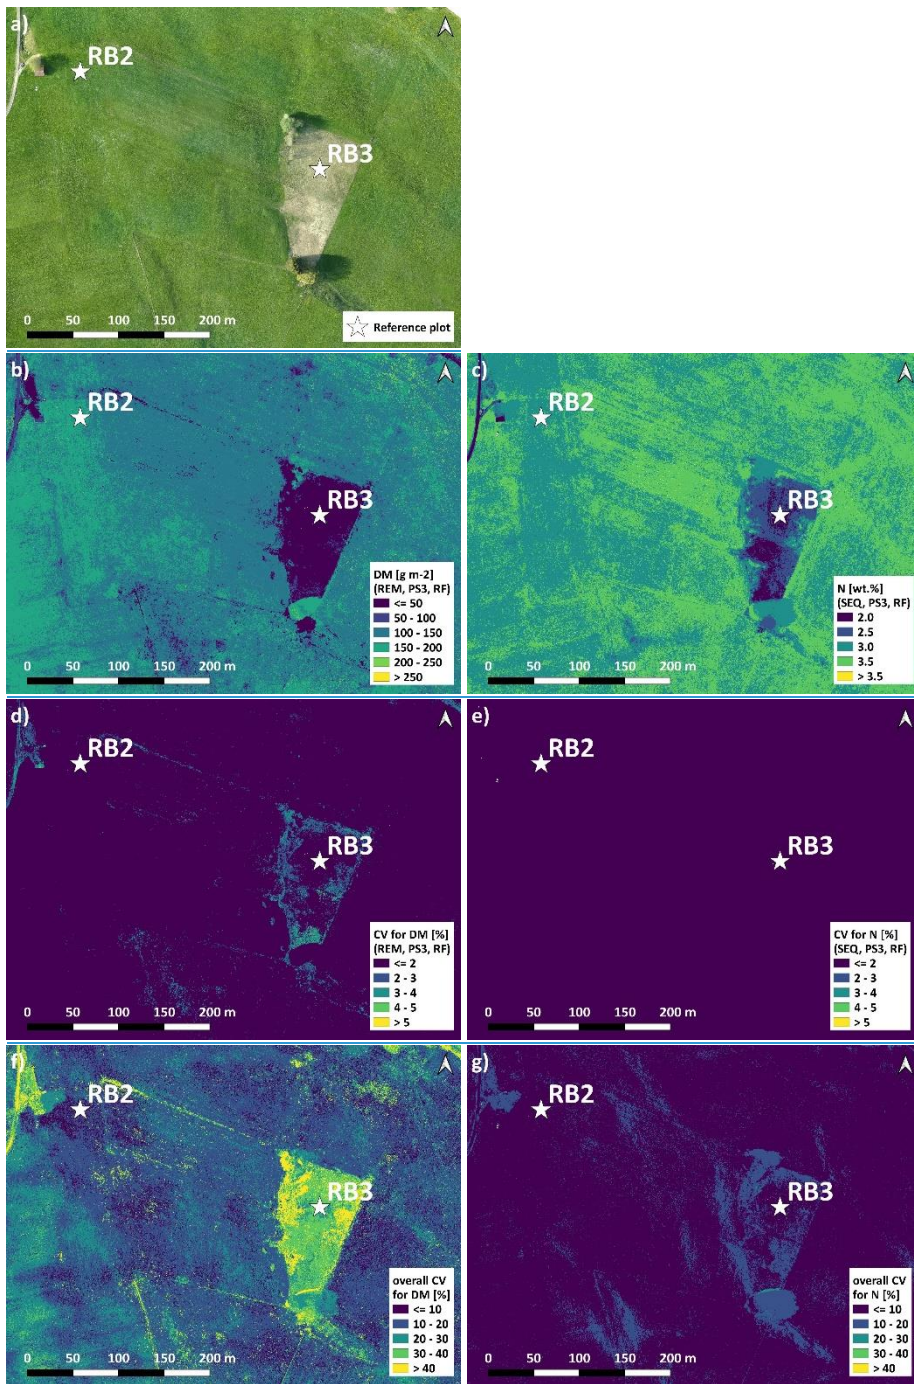 a)
RB2
RB3
0 50 100 150 200 m
Reference plot
b)
RB2
RB3
DM [g m-2]
(REM, PS3, RF)
<= 50
50 - 100
100 - 150
150 - 200
200 - 250
> 250
0 50 100 150 200 m
c)
RB2
RB3
N [wt.%]
(SEQ, PS3, RF)
2.0
2.5
3.0
3.5
> 3.5
0 50 100 150 200 m
d)
RB2
RB3
CV for DM [%]
(REM, PS3, RF)
<= 2
2 - 3
3 - 4
4 - 5
> 5
0 50 100 150 200 m
e)
RB2
RB3
CV for N [%]
(SEQ, PS3, RF)
<= 2
2 - 3
3 - 4
4 - 5
> 5
0 50 100 150 200 m
f)
RB2
RB3
overall CV
for DM [%]
<= 10
10 - 20
20 - 30
30 - 40
> 40
0 50 100 150 200 m
g)
RB2
RB3
overall CV
for N [%]
<= 10
10 - 20
20 - 30
30 - 40
> 40
0 50 100 150 200 m